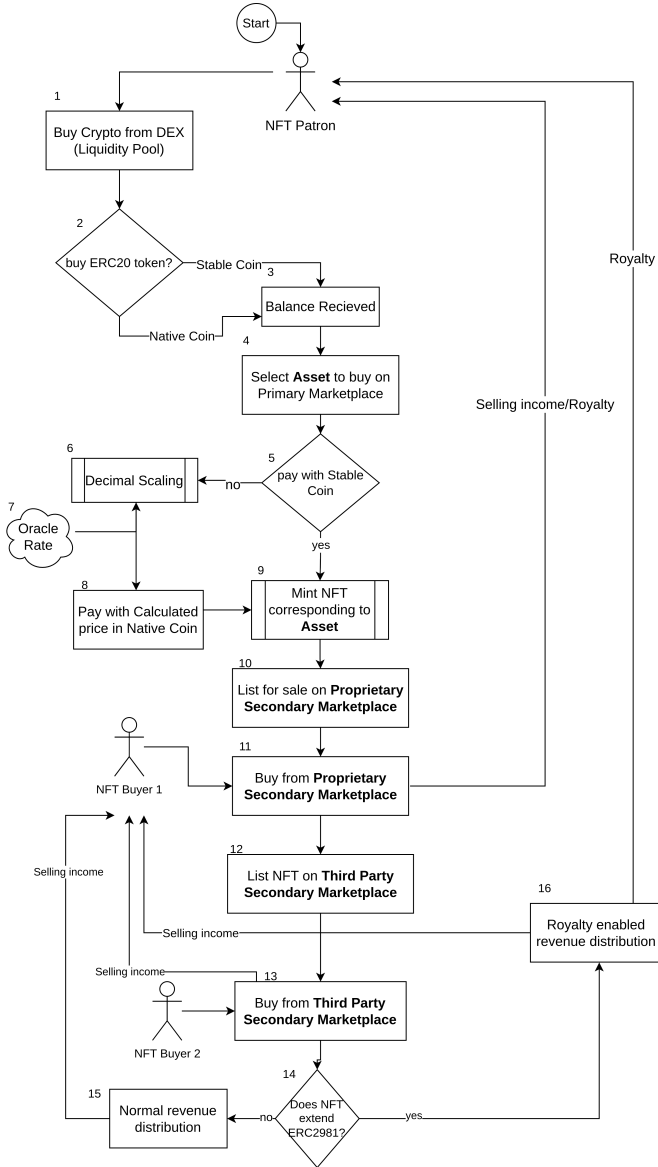 Start
NFT Patron
1
Buy Crypto from DEX
(Liquidity Pool)
2
buy ERC20 token?
Stable Coin
3
Balance Recieved
Native Coin
4
Select Asset to buy on
Primary Marketplace
Royalty
Selling income/Royalty
5
pay with Stable
Coin
no
6
Decimal Scaling
7
Oracle
Rate
yes
8
Pay with Calculated
price in Native Coin
9
Mint NFT
corresponding to
Asset
10
List for sale on Proprietary
Secondary Marketplace
11
Buy from Proprietary
Secondary Marketplace
NFT Buyer 1
12
List NFT on Third Party
Secondary Marketplace
Selling income
16
Royalty enabled
revenue distribution
Selling income
Selling income
13
Buy from Third Party
Secondary Marketplace
NFT Buyer 2
14
Does NFT
extend
ERC2981?
no
yes
15
Normal revenue
distribution